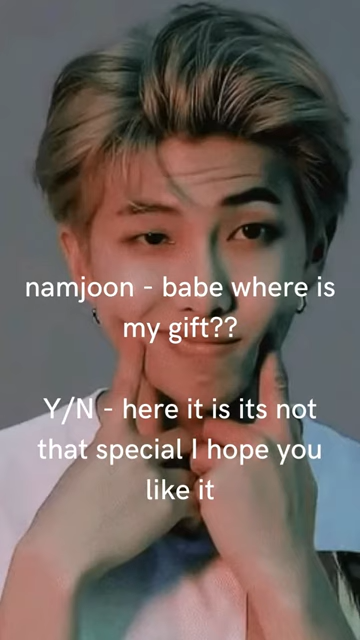 namjoon - babe where is
my gift??
Y/N - here it is its not
that special I hope you
like it